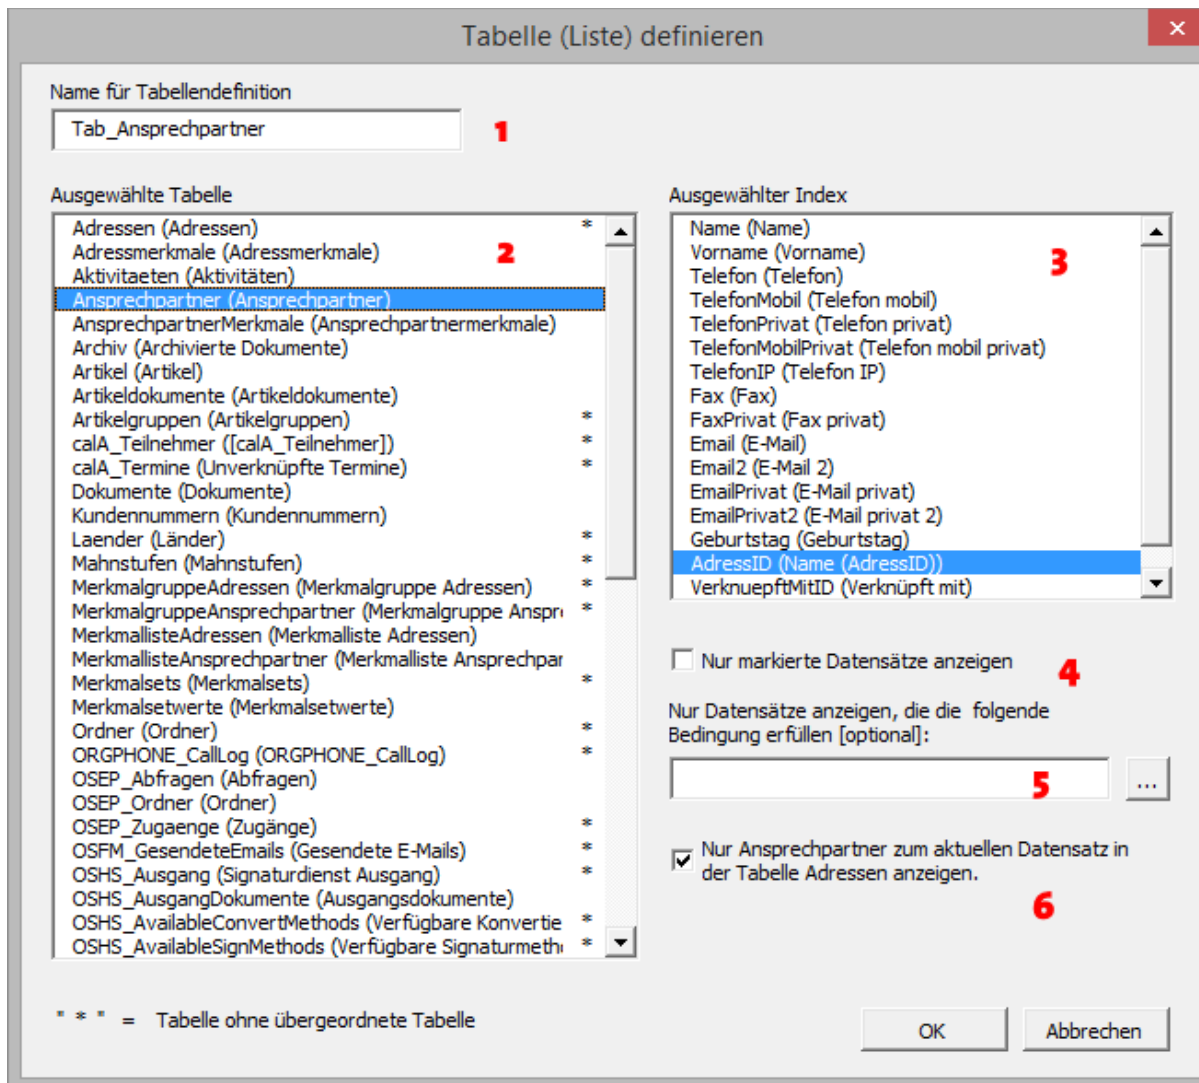 Tabelle (Liste) definieren
Name für Tabellendefinition
Tab_Ansprechpartner
1
Ausgewählte Tabelle
Adressen (Adressen) *
Adressmerkmale (Adressmerkmale)
2
Aktivitaeten (Aktivitäten)
Ansprechpartner (Ansprechpartner)
AnsprechpartnerMerkmale (Ansprechpartnermerkmale)
Archiv (Archivierte Dokumente)
Artikel (Artikel)
Artikeldokumente (Artikeldokumente)
Artikelgruppen (Artikelgruppen) *
calA_Teilnehmer ([calA_Teilnehmer]) *
calA_Termine (Unverknüpfte Termine) *
Dokumente (Dokumente)
Kundennummern (Kundennummern)
Laender (Länder) *
Mahnstufen (Mahnstufen) *
MerkmalgruppeAdressen (Merkmalgruppe Adressen) *
MerkmalgruppeAnsprechpartner (Merkmalgruppe Anspr *
MerkmallisteAdressen (Merkmalliste Adressen)
MerkmallisteAnsprechpartner (Merkmalliste Ansprechpar
Merkmalsets (Merkmalsets) *
Merkmalsetwerte (Merkmalsetwerte)
Ordner (Ordner) *
ORGPHONE_CallLog (ORGPHONE_CallLog) *
OSEP_Abfragen (Abfragen)
OSEP_Ordner (Ordner)
OSEP_Zugaenge (Zugänge) *
OSFM_GesendeteEmails (Gesendete E-Mails) *
OSHS_Ausgang (Signaturdienst Ausgang) *
OSHS_AusgangDokumente (Ausgangsdokumente)
OSHS_AvailableConvertMethods (Verfügbare Konvertie *
OSHS_AvailableSignMethods (Verfügbare Signaturmeth *
Ausgewählter Index
Name (Name)
Vorname (Vorname)
3
Telefon (Telefon)
TelefonMobil (Telefon mobil)
TelefonPrivat (Telefon privat)
TelefonMobilPrivat (Telefon mobil privat)
TelefonIP (Telefon IP)
Fax (Fax)
FaxPrivat (Fax privat)
Email (E-Mail)
Email2 (E-Mail 2)
EmailPrivat (E-Mail privat)
EmailPrivat2 (E-Mail privat 2)
Geburtstag (Geburtstag)
AdressID (Name (AdressID))
VerknuepftMitID (Verknüpft mit)
Nur markierte Datensätze anzeigen
4
Nur Datensätze anzeigen, die die folgende
Bedingung erfüllen [optional]:
5
...
Nur Ansprechpartner zum aktuellen Datensatz in
der Tabelle Adressen anzeigen.
6
" * " = Tabelle ohne übergeordnete Tabelle
OK
Abbrechen